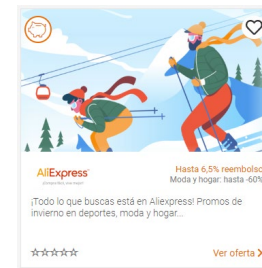 AliExpress
Hasta 6,5% reembolso
Moda y hogar: hasta -60%
¡Todo lo que buscas está en Aliexpress! Promos de
invierno en deportes, moda y hogar...
Ver oferta